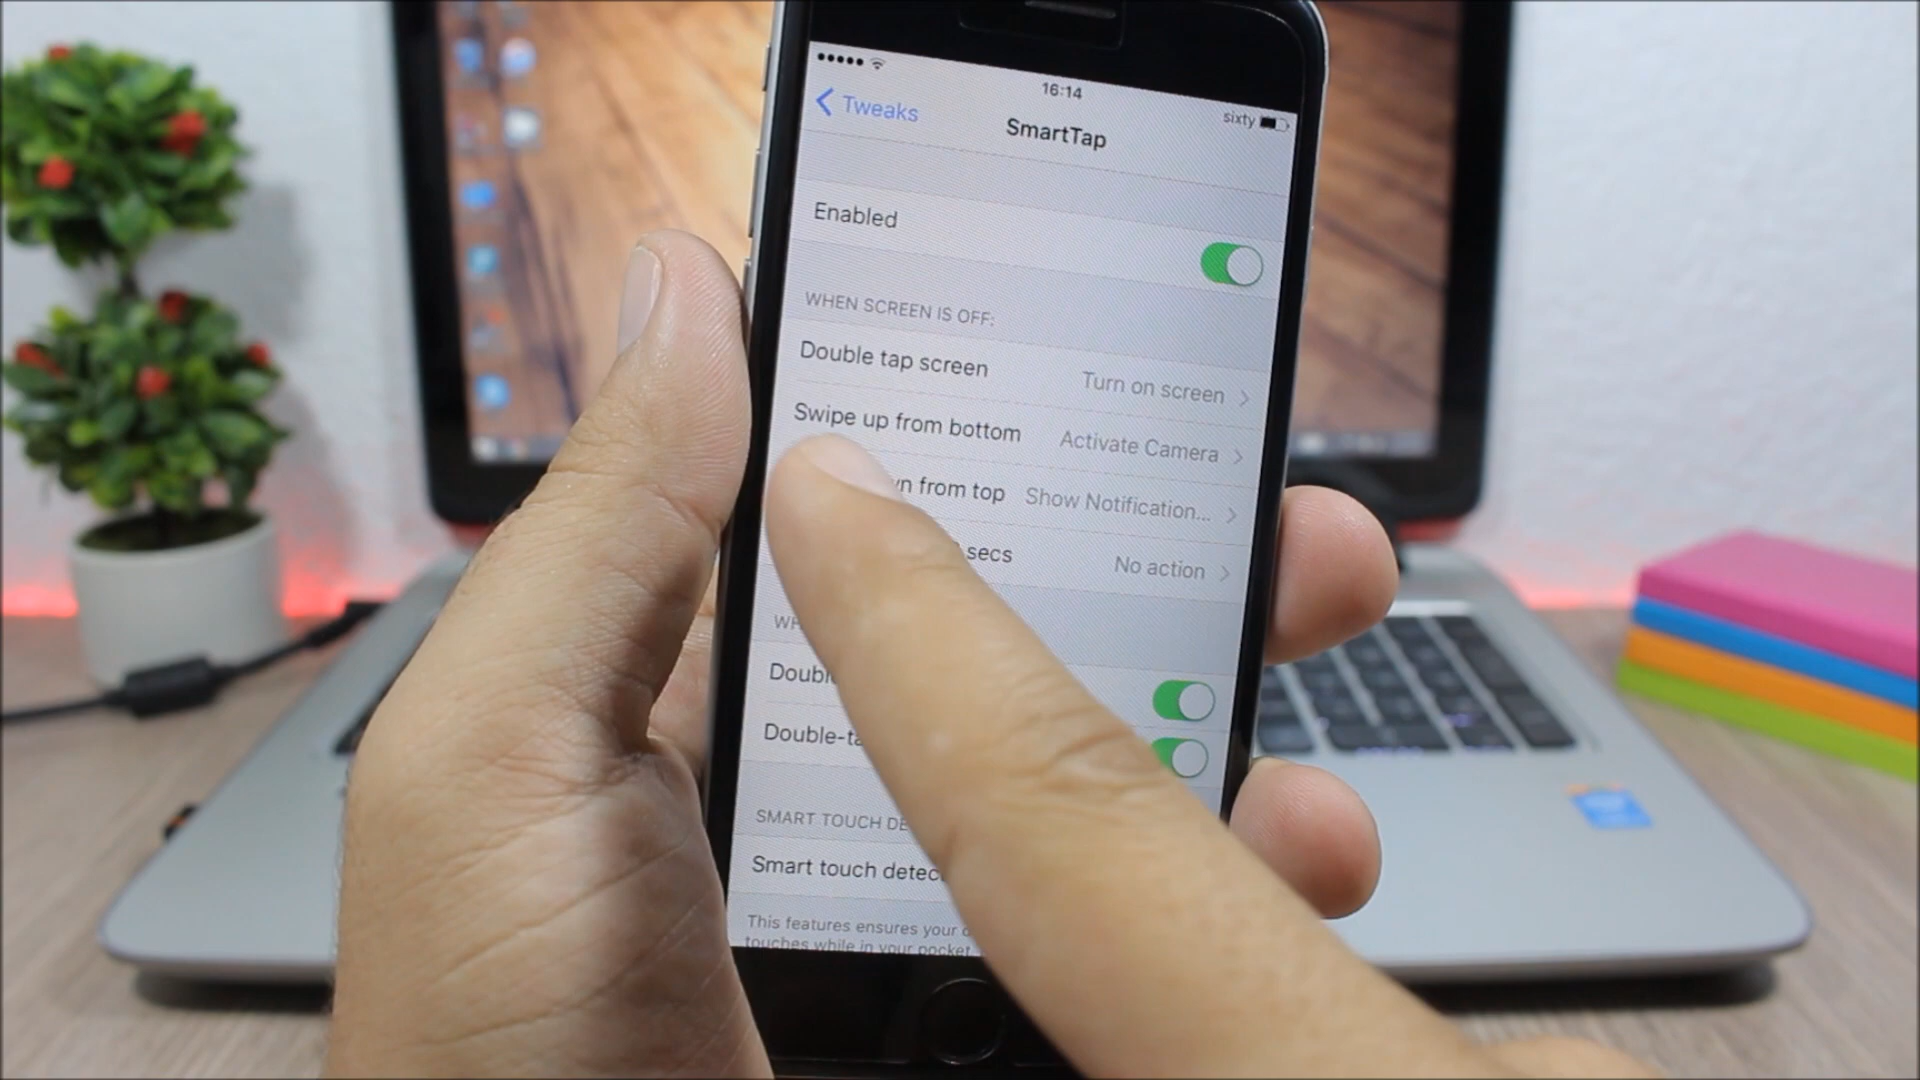 16:14
sixty
Tweaks
SmartTap
Enabled
WHEN SCREEN IS OFF:
Double tap screen Turn on screen
Swipe up from bottom Activate Camera
from top Show Notification...
secs No action
Double-ta
SMART TOUCH DE
Smart touch detec
This features ensures your
touches while in your pocket